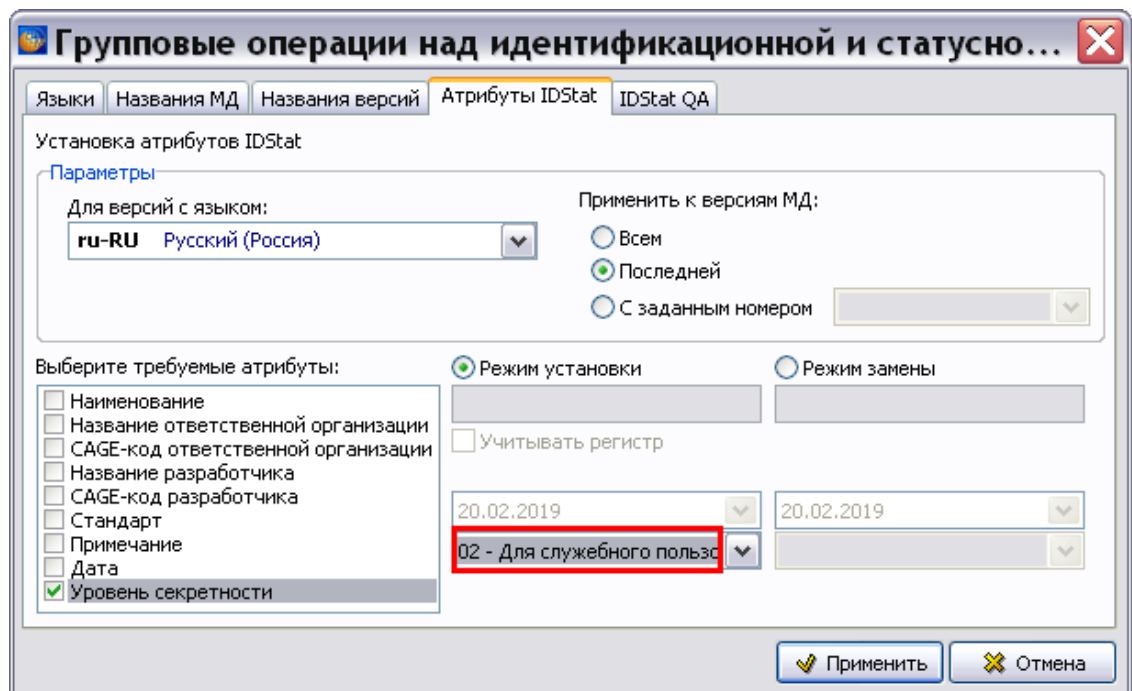 Групповые операции над идентификационной и статусно...
Языки Названия МД Названия версий Атрибуты IDStat IDStat QA
Установка атрибутов IDStat
Параметры
Для версий с языком:
ru-RU Русский (Россия)
Применить к версиям МД:
Всем
Последней
С заданным номером
Выберите требуемые атрибуты:
Наименование
Название ответственной организации
CAGE-код ответственной организации
Название разработчика
CAGE-код разработчика
Стандарт
Примечание
Дата
Уровень секретности
Режим установки
Режим замены
Учитывать регистр
20.02.2019
20.02.2019
02 - Для служебного пользо
Применить
Отмена